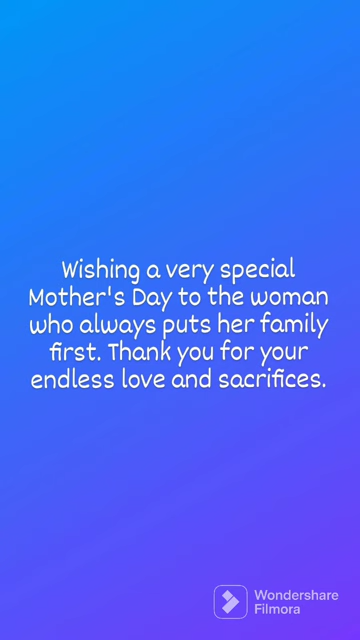 Wishing a very special
Mother's Day to the woman
who always puts her family
first. Thank you for your
endless love and sacrifices.
Wondershare
Filmora